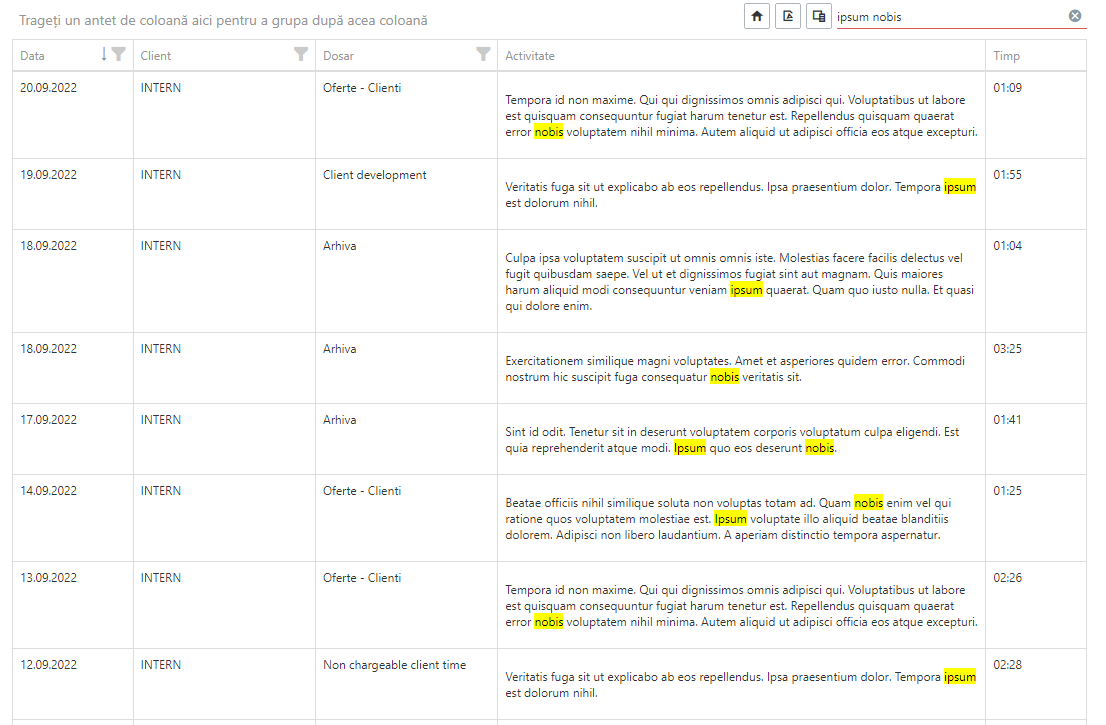 Trageți un antet de coloană aici pentru a grupa după acea coloană
ipsum nobis
Data Client Dosar Activitate Timp
20.09.2022 INTERN Oferte - Clienti 01:09
Tempora id non maxime. Qui qui dignissimos omnis adipisci qui. Voluptatibus ut labore
est quisquam consequuntur fugiat harum tenetur est. Repellendus quisquam quaerat
error nobis voluptatem nihil minima. Autem aliquid ut adipisci officia eos atque excepturi.
19.09.2022 INTERN Client development 01:55
Veritatis fuga sit ut explicabo ab eos repellendus. Ipsa praesentium dolor. Tempora ipsum
est dolorum nihil.
18.09.2022 INTERN Arhiva 01:04
Culpa ipsa voluptatem suscipit ut omnis omnis iste. Molestias facere facilis delectus vel
fugit quibusdam saepe. Vel ut et dignissimos fugiat sint aut magnam. Quis maiores
harum aliquid modi consequuntur veniam ipsum quaerat. Quam quo iusto nulla. Et quasi
qui dolore enim.
18.09.2022 INTERN Arhiva 03:25
Exercitationem similique magni voluptates. Amet et asperiores quidem error. Commodi
nostrum hic suscipit fuga consequatur nobis veritatis sit.
17.09.2022 INTERN Arhiva 01:41
Sint id odit. Tenetur sit in deserunt voluptatem corporis voluptatum culpa eligendi. Est
quia reprehenderit atque modi. Ipsum quo eos deserunt nobis.
14.09.2022 INTERN Oferte - Clienti 01:25
Beatae officiis nihil similique soluta non voluptas totam ad. Quam nobis enim vel qui
ratione quos voluptatem molestiae est. Ipsum voluptate illo aliquid beatae blanditiis
dolorem. Adipisci non libero laudantium. A aperiam distinctio tempora aspernatur.
13.09.2022 INTERN Oferte - Clienti 02:26
Tempora id non maxime. Qui qui dignissimos omnis adipisci qui. Voluptatibus ut labore
est quisquam consequuntur fugiat harum tenetur est. Repellendus quisquam quaerat
error nobis voluptatem nihil minima. Autem aliquid ut adipisci officia eos atque excepturi.
12.09.2022 INTERN Non chargeable client time 02:28
Veritatis fuga sit ut explicabo ab eos repellendus. Ipsa praesentium dolor. Tempora ipsum
est dolorum nihil.